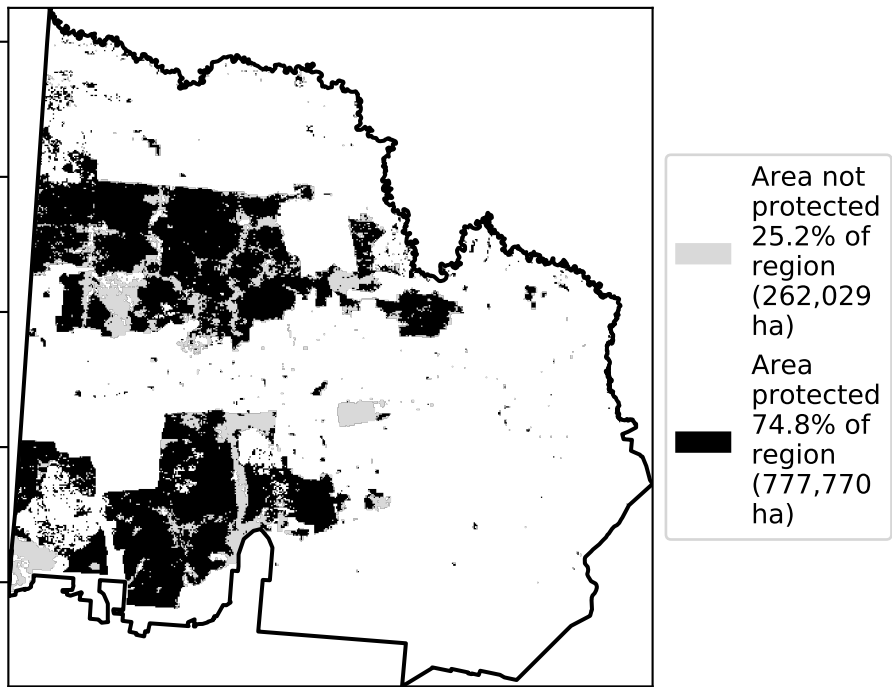 Area not
protected
25.2% of
region
(262,029
ha)
Area
protected
74.8% of
region
(777,770
ha)